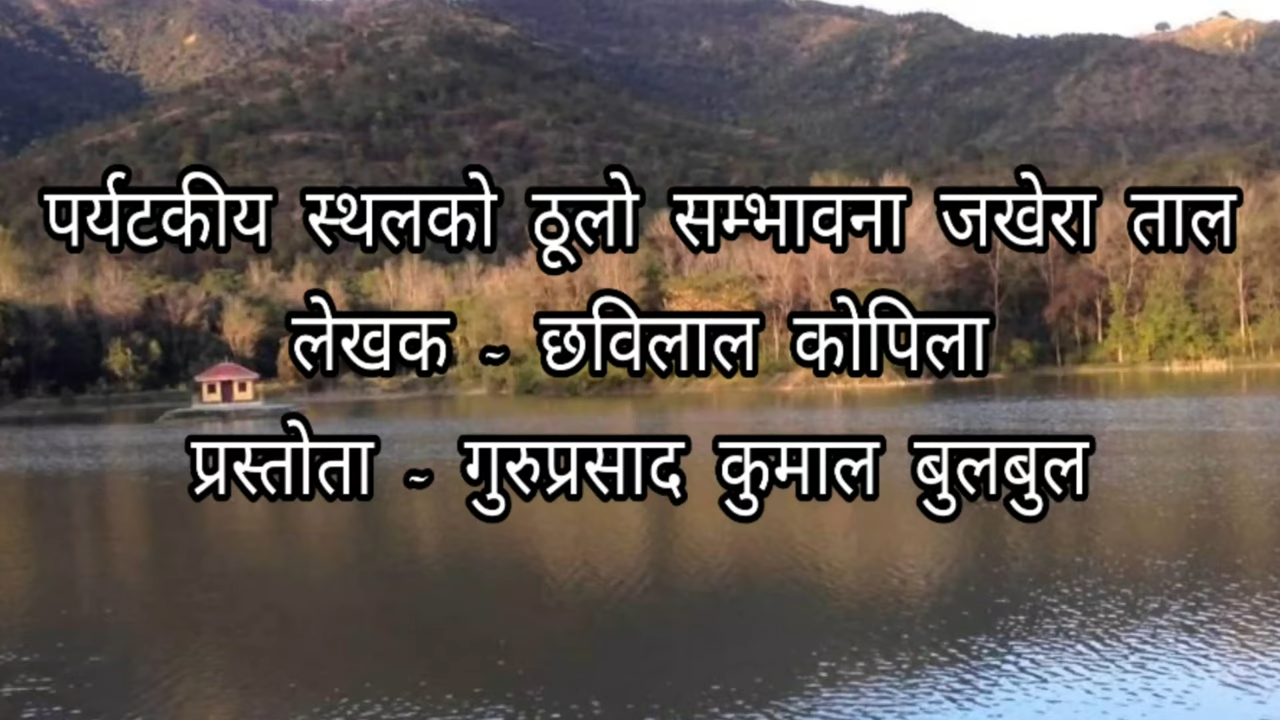 पर्यटकीय स्थलको ठूलो सम्भावना जखेरा ताल
लेखक ~ छविलाल कोपिला
प्रस्तोता ~ गुरुप्रसाद कुमाल बुलबुल